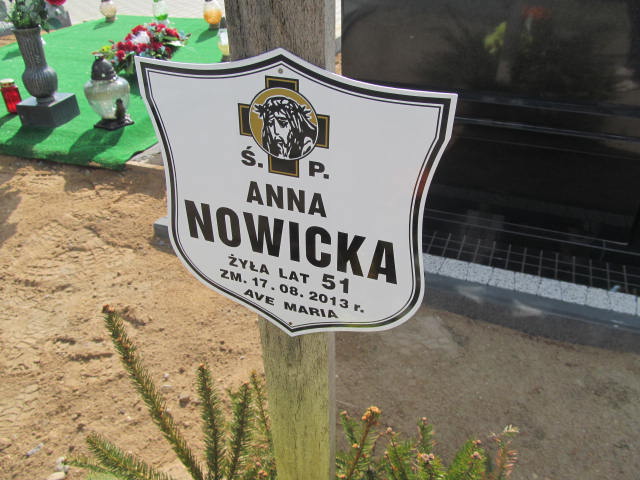 Ś. P.
ANNA
NOWICKA
ŻYŁA LAT 51
ZM. 17.08.2013 r.
AVE MARIA